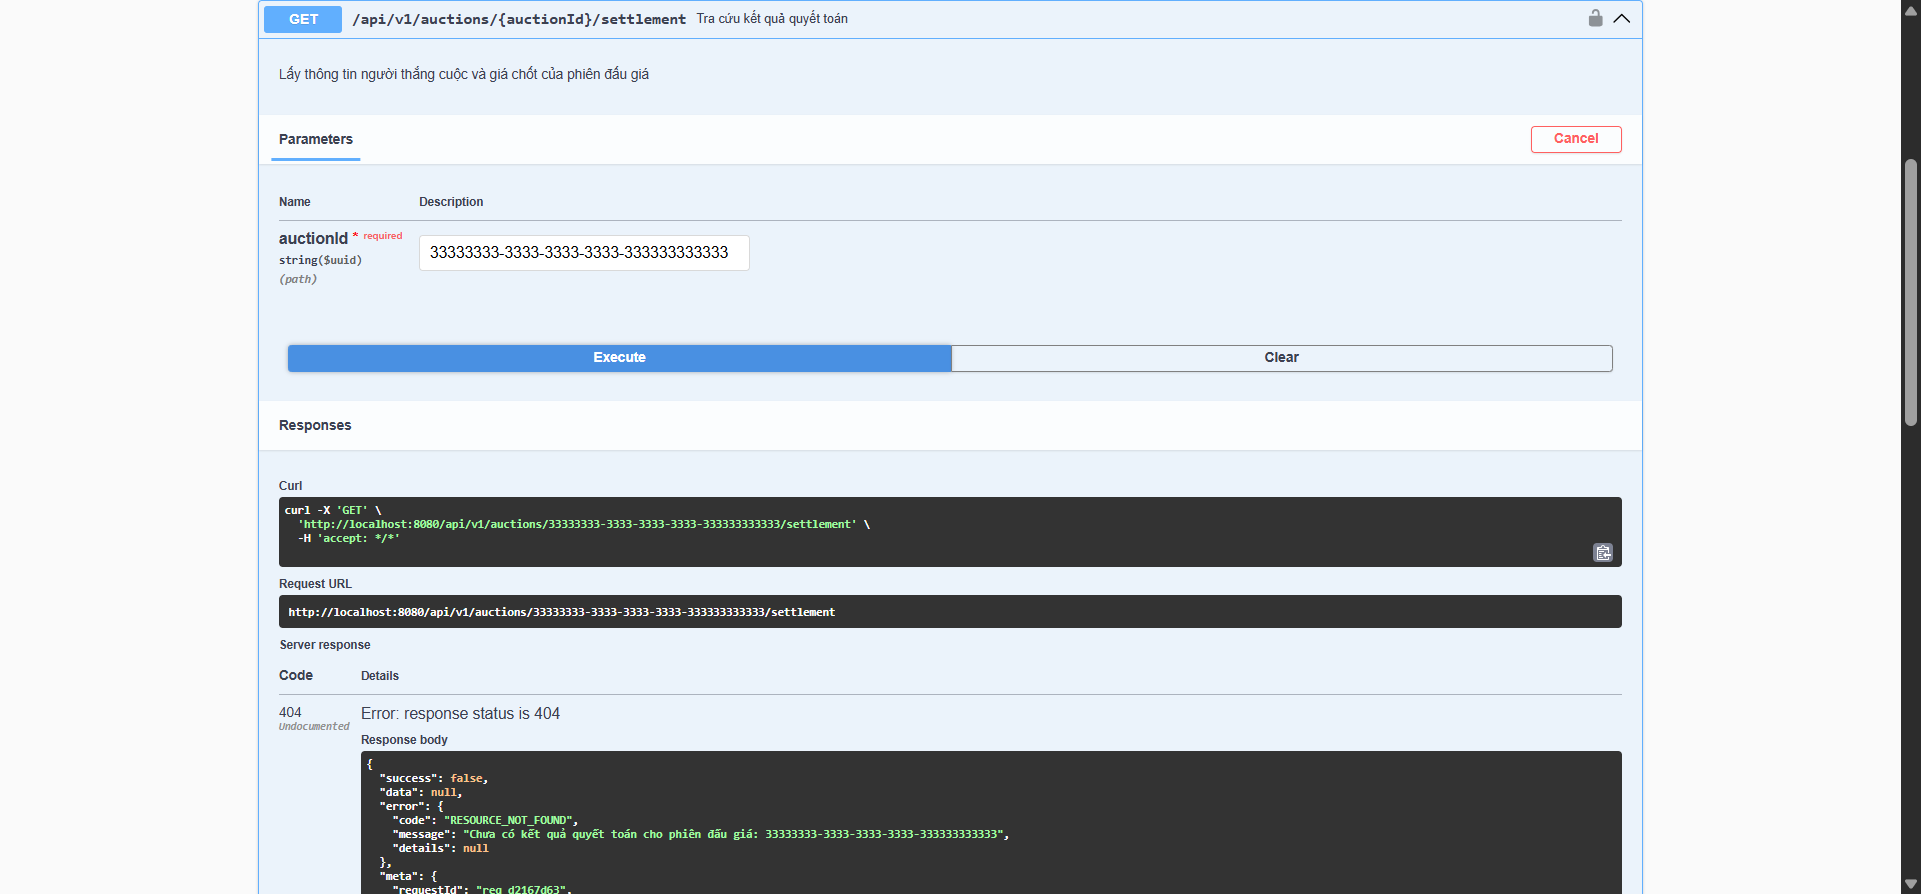 GET /api/v1/auctions/{auctionId}/settlement Tra cứu kết quả quyết toán
Lấy thông tin người thắng cuộc và giá chốt của phiên đấu giá
Parameters
Cancel
Name Description
auctionId * required
string($uuid)
(path)
33333333-3333-3333-3333-333333333333
Execute Clear
Responses
Curl
curl -X 'GET' \
'http://localhost:8080/api/v1/auctions/33333333-3333-3333-3333-333333333333/settlement' \
-H 'accept: */*'
Request URL
http://localhost:8080/api/v1/auctions/33333333-3333-3333-3333-333333333333/settlement
Server response
Code Details
404
Undocumented
Error: response status is 404
Response body
{
"success": false,
"data": null,
"error": {
"code": "RESOURCE_NOT_FOUND",
"message": "Chưa có kết quả quyết toán cho phiên đấu giá: 33333333-3333-3333-3333-333333333333",
"details": null
},
"meta": {
"requestId": "req_d2167d63",